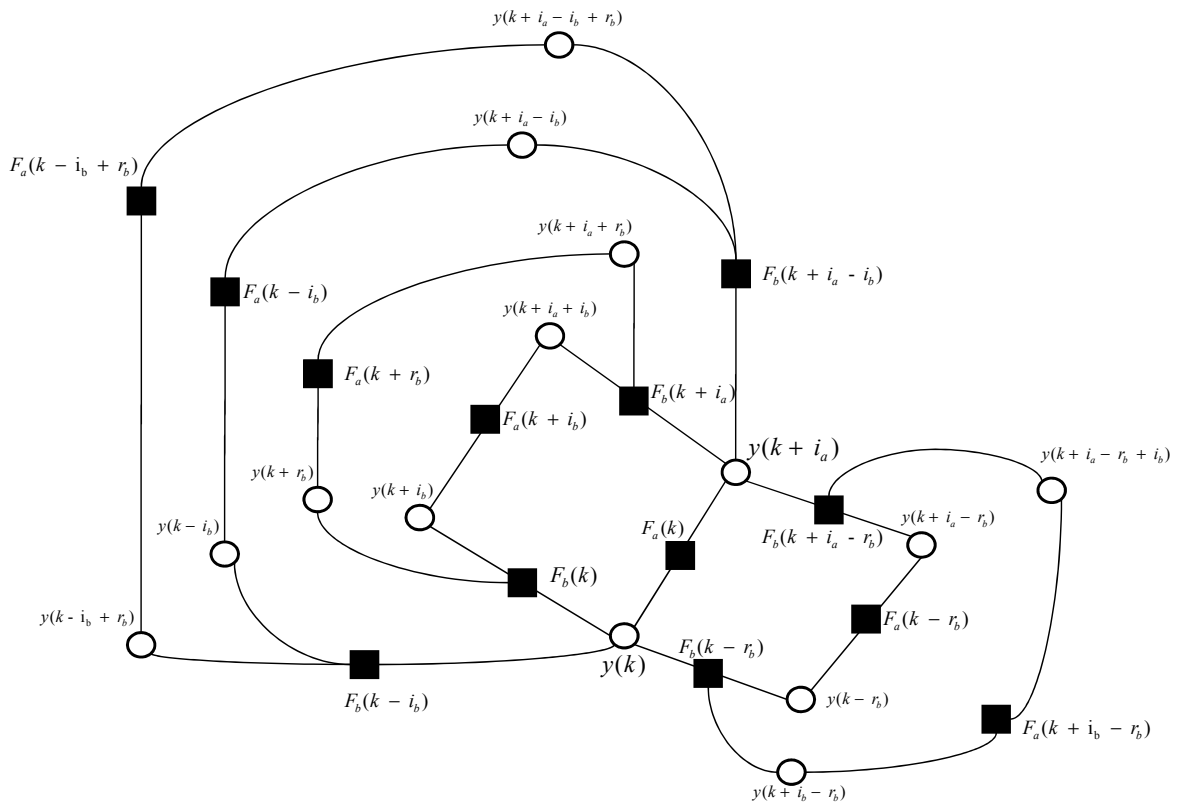 y(k + i_a − i_b + r_b)
y(k + i_a − i_b)
F_a(k − i_b + r_b)
y(k + i_a + r_b)
F_b(k + i_a - i_b)
F_a(k − i_b)
y(k + i_a + i_b)
F_a(k + r_b)
F_b(k + i_a)
F_a(k + i_b)
y(k + i_a)
y(k + i_a − r_b + i_b)
y(k + r_b)
y(k + i_b)
y(k − i_b)
F_a(k)
y(k + i_a − r_b)
F_b(k + i_a - r_b)
F_b(k)
y(k - i_b + r_b)
F_a(k − r_b)
F_b(k − r_b)
y(k)
F_b(k − i_b)
y(k − r_b)
F_a(k + i_b − r_b)
y(k + i_b − r_b)